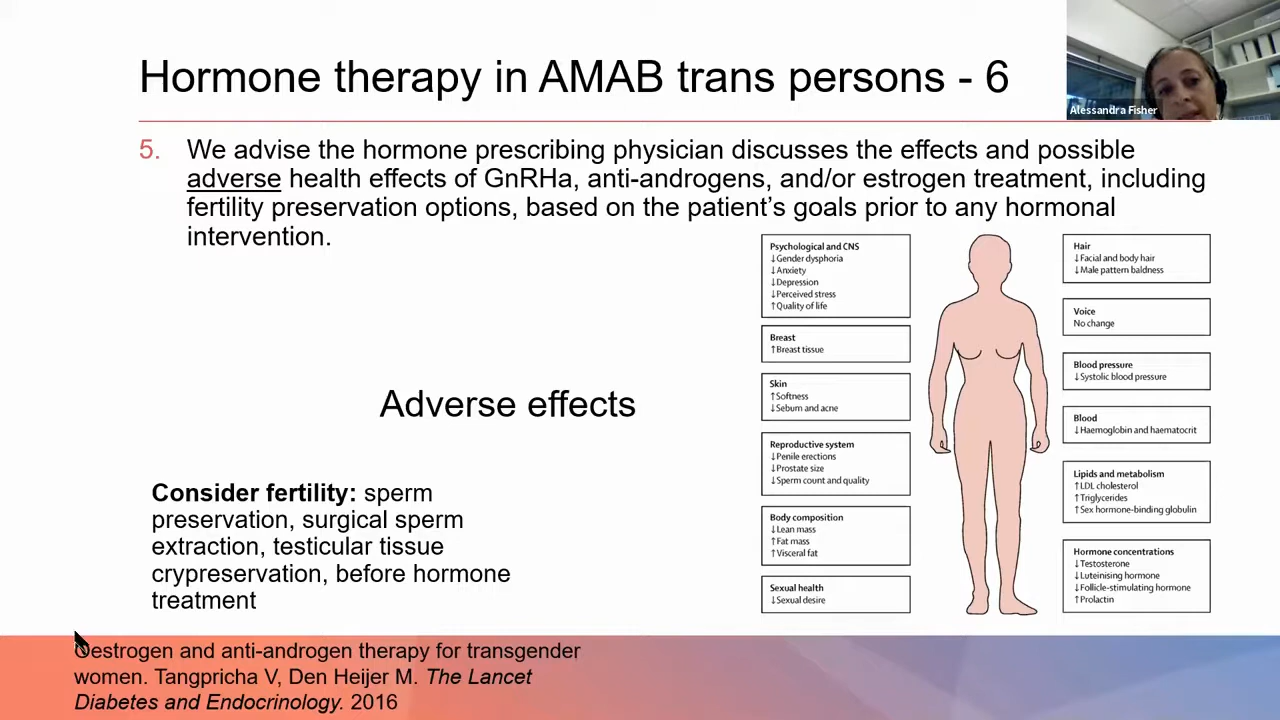 Hormone therapy in AMAB trans persons - 6
Alessandra Fisher
5. We advise the hormone prescribing physician discusses the effects and possible
adverse health effects of GnRHa, anti-androgens, and/or estrogen treatment, including
fertility preservation options, based on the patient's goals prior to any hormonal
intervention.
Psychological and CNS
↓Gender dysphoria
↓Anxiety
↓Depression
↓Perceived stress
↑Quality of life
Breast
↑Breast tissue
Skin
↑Softness
↓Sebum and acne
Reproductive system
↓Penile erections
↓Prostate size
↓Sperm count and quality
Body composition
↓Lean mass
↑Fat mass
↑Visceral fat
Sexual health
↓Sexual desire
Hair
↓Facial and body hair
↓Male pattern baldness
Voice
No change
Blood pressure
↓Systolic blood pressure
Blood
↓Haemoglobin and haematocrit
Lipids and metabolism
↑LDL cholesterol
↑Triglycerides
↑Sex hormone-binding globulin
Hormone concentrations
↓Testosterone
↓Luteinising hormone
↓Follicle-stimulating hormone
↑Prolactin
Adverse effects
Consider fertility: sperm
preservation, surgical sperm
extraction, testicular tissue
crypreservation, before hormone
treatment
Oestrogen and anti-androgen therapy for transgender
women. Tangpricha V, Den Heijer M. The Lancet
Diabetes and Endocrinology. 2016